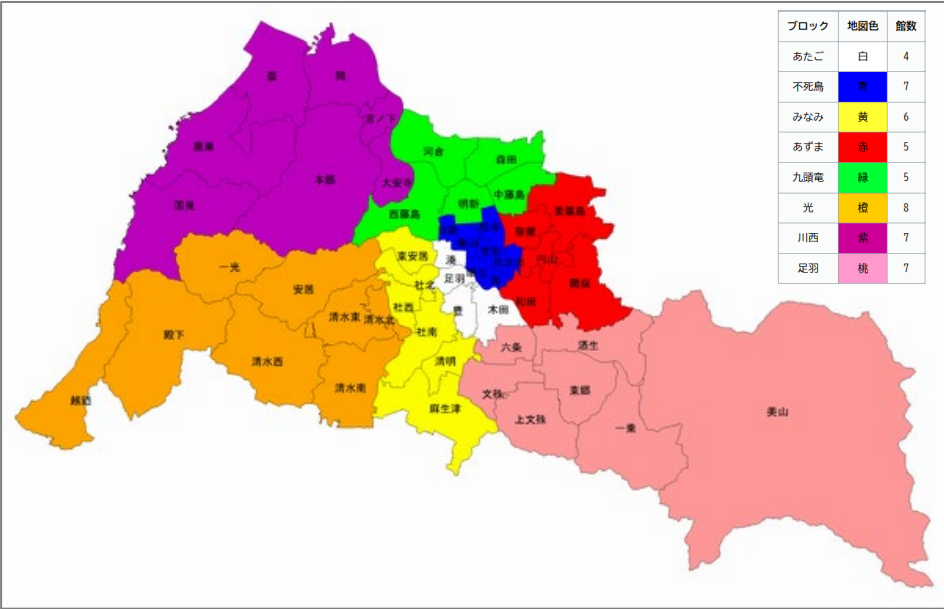 ブロック 地図色 館数
あたご 白 4
不死鳥 青 7
みなみ 黄 6
あずま 赤 5
九頭竜 緑 5
光 橙 8
川西 紫 7
足羽 桃 7
鷹巣
国見
本郷
宮ノ下
大安寺
河合
森田
西藤島
明新
中藤島
東藤島
円山
岡保
和田
一光
安居
殿下
越廼
清水東
清水北
清水西
清水南
東安居
社北
社西
社南
清明
麻生津
湊
足羽
豊
木田
六条
酒生
文殊
上文殊
東郷
一乗
美山